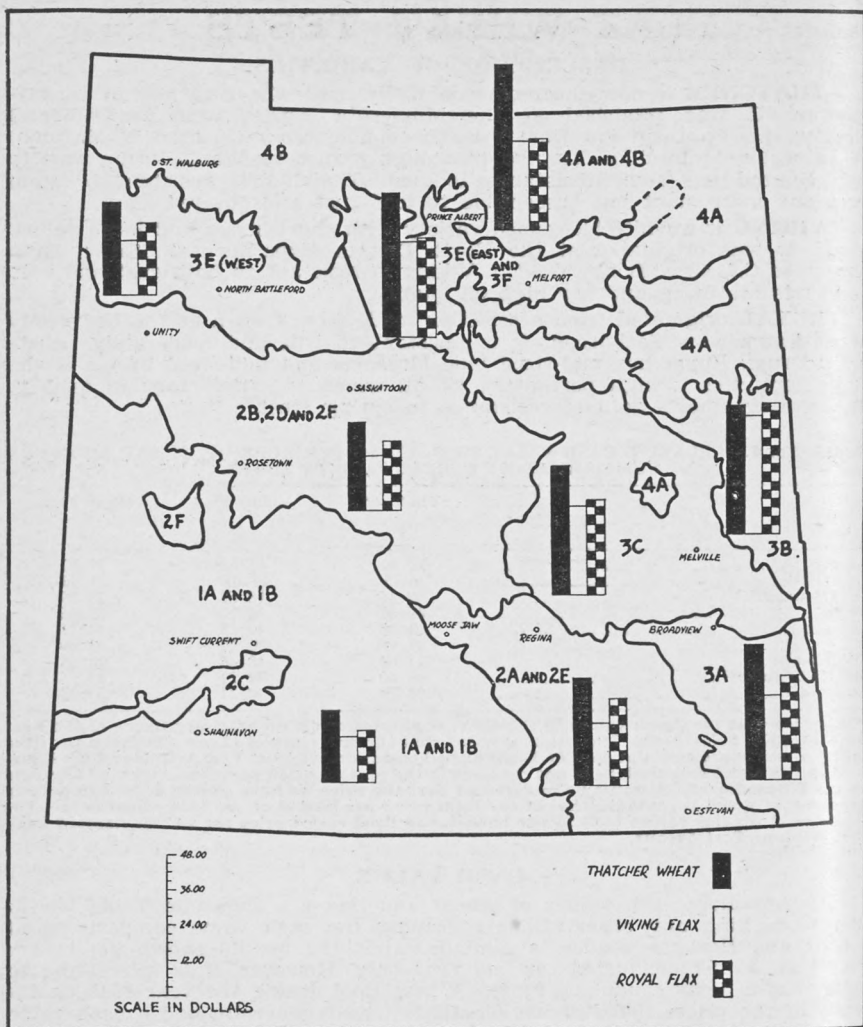 4B
ST. WALBURG
4A AND 4B
PRINCE ALBERT
4A
3E (WEST)
3E (EAST)
AND
3F
MELFORT
NORTH BATTLEFORD
UNITY
4A
SASKATOON
2B, 2D AND 2F
ROSETOWN
4A
2F
3C
MELVILLE
3B.
1A AND 1B
MOOSE JAW
REGINA
BROADVIEW
SWIFT CURRENT
2C
2A AND 2E
3A
SHAUNAVON
1A AND 1B
ESTEVAN
48.00
36.00
24.00
12.00
SCALE IN DOLLARS
THATCHER WHEAT
VIKING FLAX
ROYAL FLAX